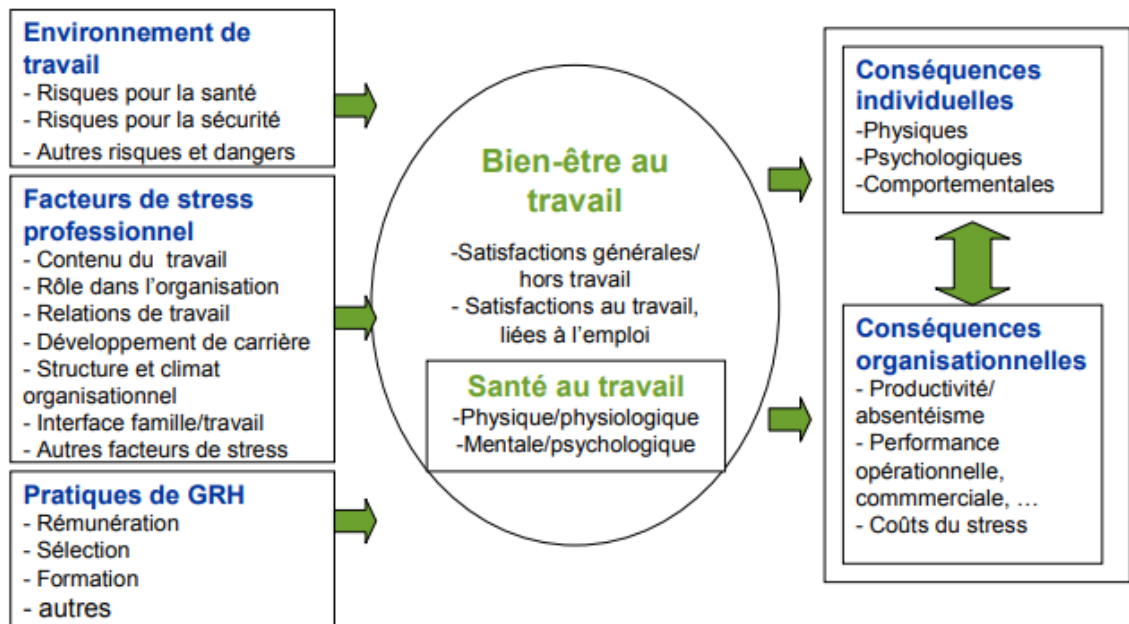 Environnement de
travail
- Risques pour la santé
- Risques pour la sécurité
- Autres risques et dangers
Facteurs de stress
professionnel
- Contenu du travail
- Rôle dans l'organisation
- Relations de travail
- Développement de carrière
- Structure et climat
organisationnel
- Interface famille/travail
- Autres facteurs de stress
Pratiques de GRH
- Rémunération
- Sélection
- Formation
- autres
Bien-être au
travail
-Satisfactions générales/
hors travail
- Satisfactions au travail,
liées à l'emploi
Santé au travail
-Physique/physiologique
-Mentale/psychologique
Conséquences
individuelles
-Physiques
-Psychologiques
-Comportementales
Conséquences
organisationnelles
- Productivité/
absentéisme
- Performance
opérationnelle,
commmerciale, …
- Coûts du stress